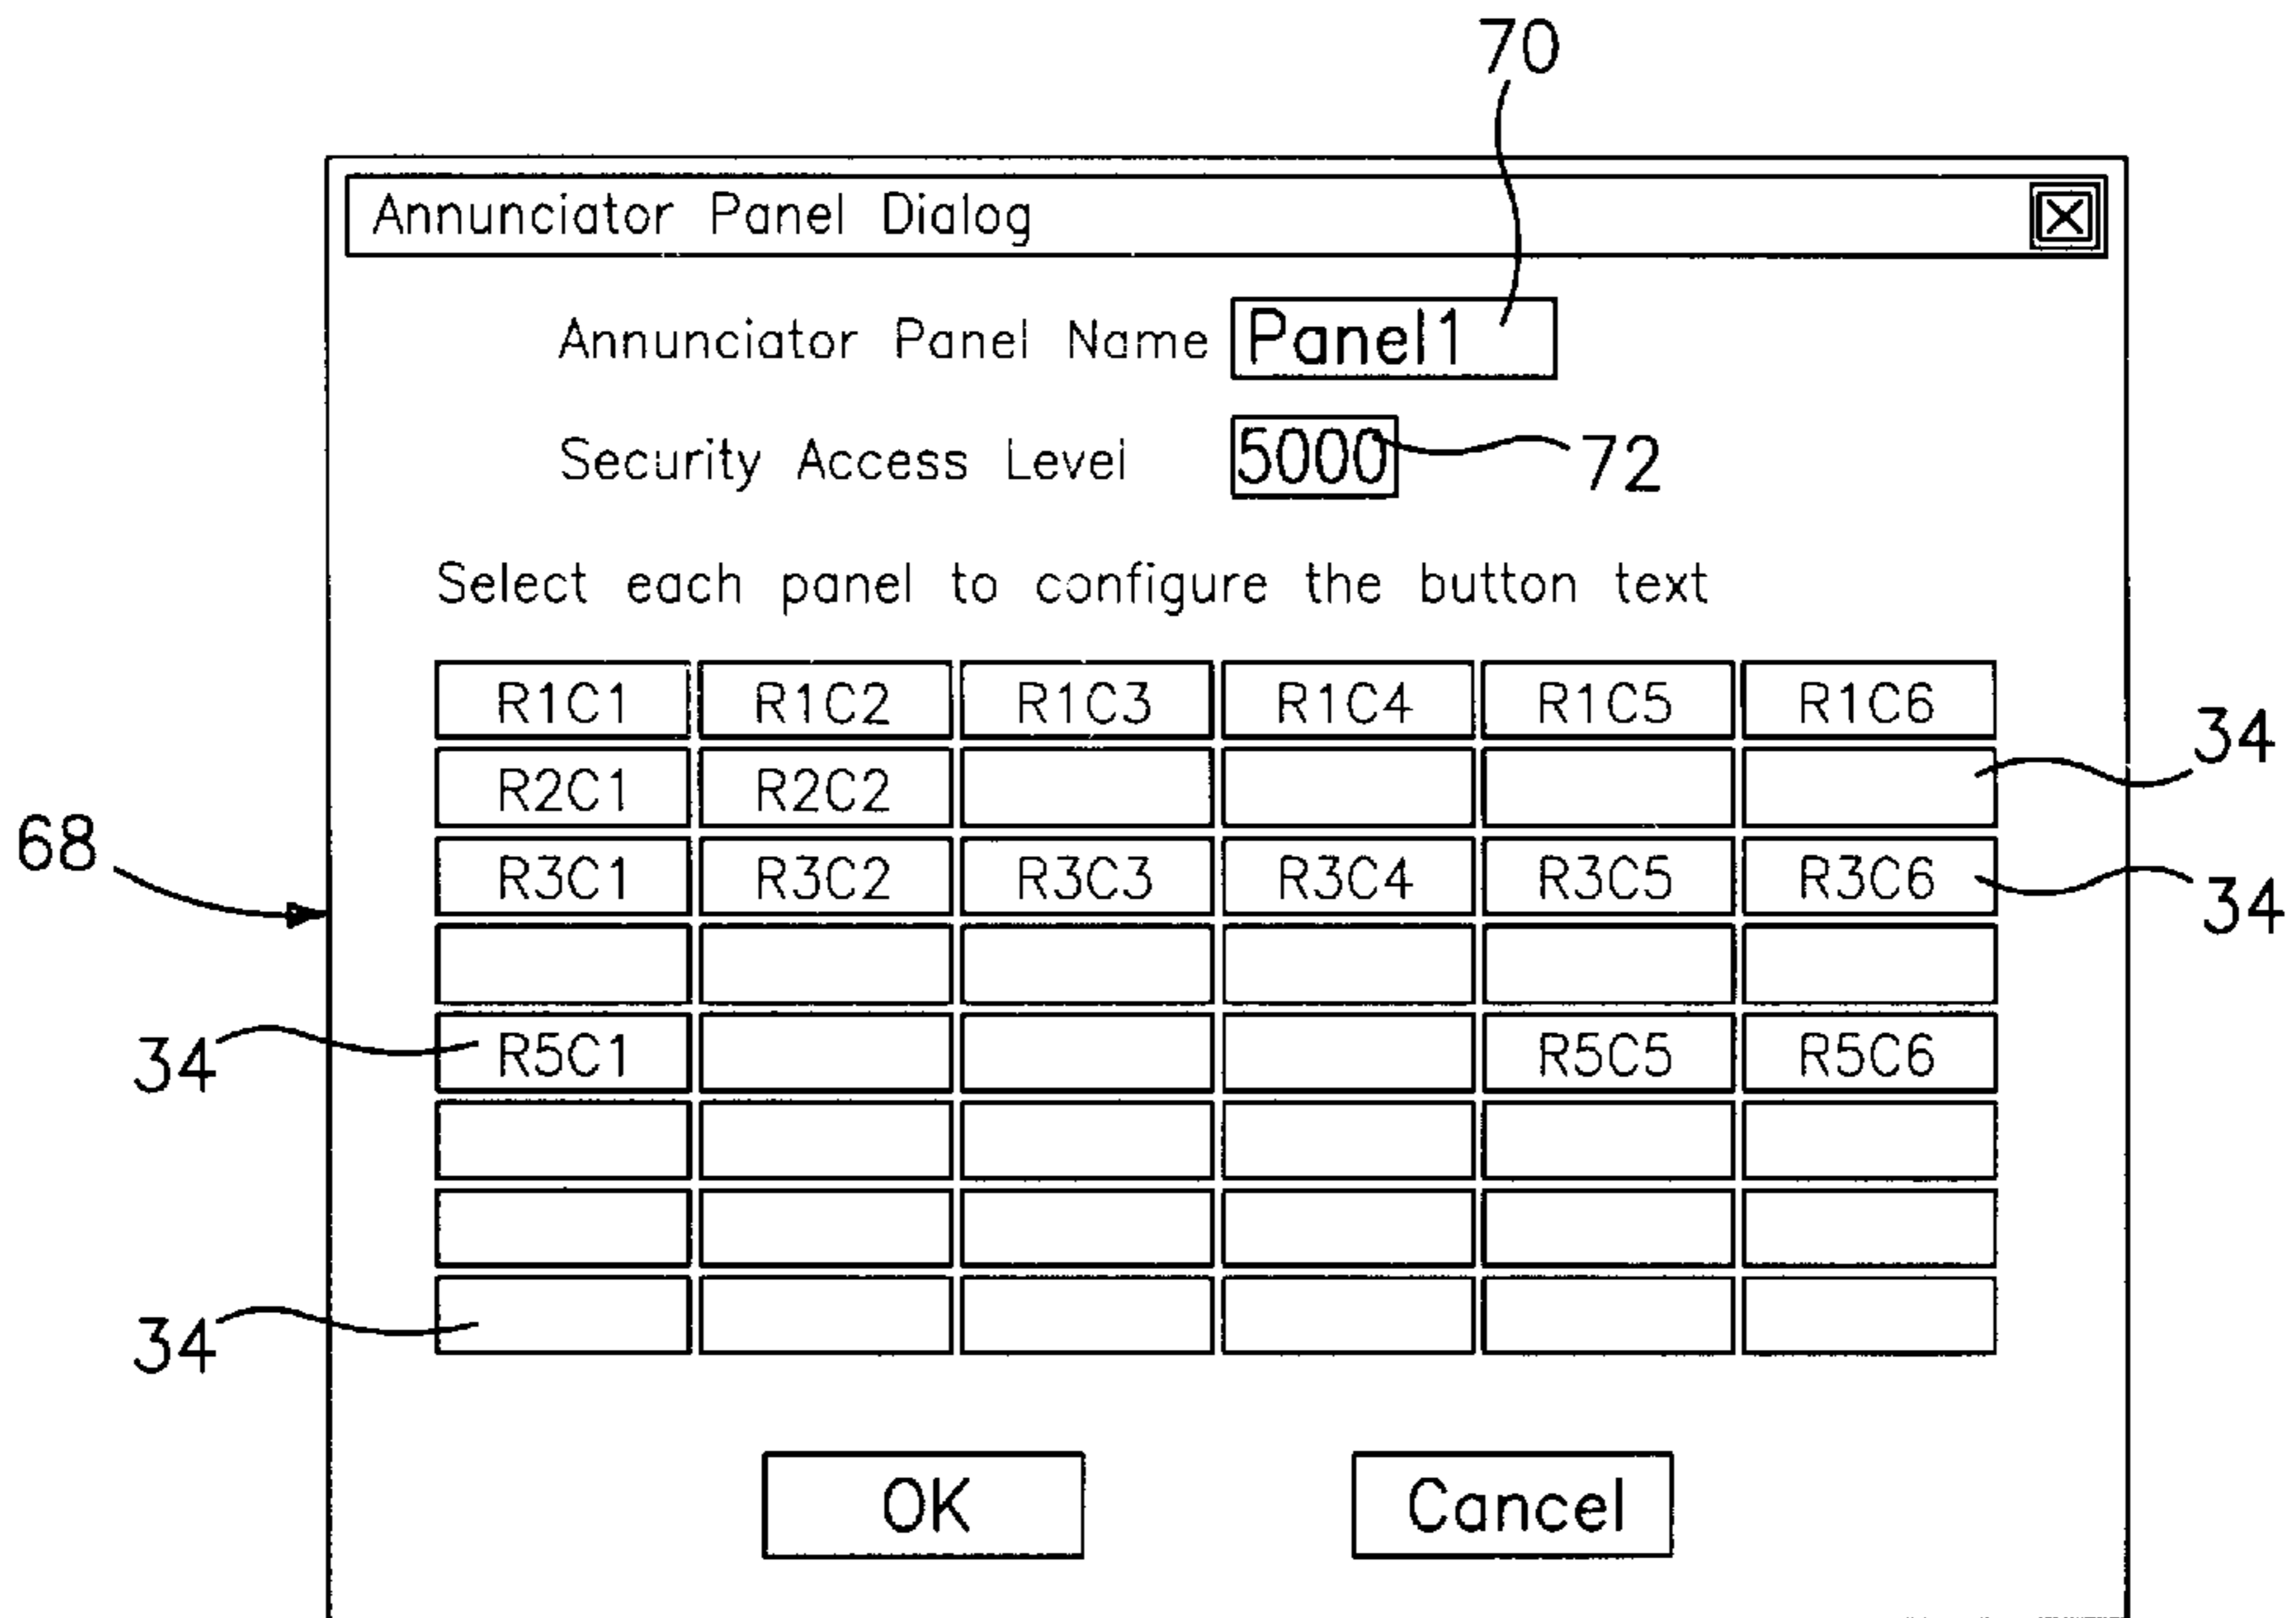 70
Annunciator Panel Dialog
Annunciator Panel Name Panel1
Security Access Level 5000 72
Select each panel to configure the button text
R1C1 R1C2 R1C3 R1C4 R1C5 R1C6
34
R2C1 R2C2
68
R3C1 R3C2 R3C3 R3C4 R3C5 R3C6
34
34
R5C1 R5C5 R5C6
34
OK Cancel